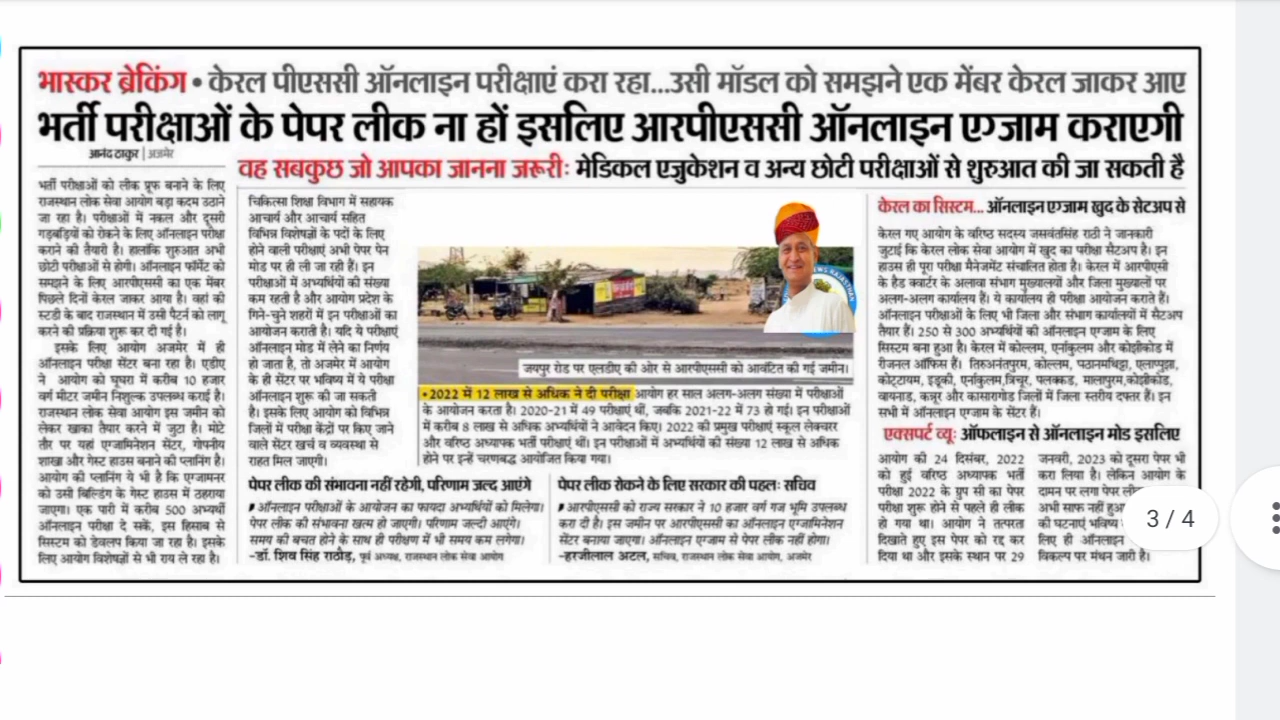 भास्कर ब्रेकिंग • केरल पीएससी ऑनलाइन परीक्षाएं करा रहा...उसी मॉडल को समझने एक मेंबर केरल जाकर आए
भर्ती परीक्षाओं के पेपर लीक ना हों इसलिए आरपीएससी ऑनलाइन एग्जाम कराएगी
आनंद ठाकुर | अजमेर
वह सबकुछ जो आपका जानना जरूरी: मेडिकल एजुकेशन व अन्य छोटी परीक्षाओं से शुरुआत की जा सकती है
भर्ती परीक्षाओं को लीक प्रूफ बनाने के लिए
राजस्थान लोक सेवा आयोग बड़ा कदम उठाने
जा रहा है। परीक्षाओं में नकल और दूसरी
गड़बड़ियों को रोकने के लिए ऑनलाइन परीक्षा
कराने की तैयारी है। हालांकि शुरुआत अभी
छोटी परीक्षाओं से होगी। ऑनलाइन फॉर्मेट को
समझने के लिए आरपीएससी का एक मेंबर
पिछले दिनों केरल जाकर आया है। वहां की
स्टडी के बाद राजस्थान में उसी पैटर्न को लागू
करने की प्रक्रिया शुरू कर दी गई है।
इसके लिए आयोग अजमेर में ही
ऑनलाइन परीक्षा सेंटर बना रहा है। एडीए
ने आयोग को घूघरा में करीब 10 हजार
वर्ग मीटर जमीन निशुल्क उपलब्ध कराई है।
राजस्थान लोक सेवा आयोग इस जमीन को
लेकर खाका तैयार करने में जुटा है। मोटे
तौर पर यहां एग्जामिनेशन सेंटर, गोपनीय
शाखा और गेस्ट हाउस बनाने की प्लानिंग है।
आयोग की प्लानिंग ये भी है कि एग्जामनर
को उसी बिल्डिंग के गेस्ट हाउस में ठहराया
जाएगा। एक पारी में करीब 500 अभ्यर्थी
ऑनलाइन परीक्षा दे सकें, इस हिसाब से
सिस्टम को डेवलप किया जा रहा है। इसके
लिए आयोग विशेषज्ञों से भी राय ले रहा है।
चिकित्सा शिक्षा विभाग में सहायक
आचार्य और आचार्य सहित
विभिन्न विशेषज्ञों के पदों के लिए
होने वाली परीक्षाएं अभी पेपर पेन
मोड पर ही ली जा रही हैं। इन
परीक्षाओं में अभ्यर्थियों की संख्या
कम रहती है और आयोग प्रदेश के
गिने-चुने शहरों में इन परीक्षाओं का
आयोजन कराती है। यदि ये परीक्षाएं
ऑनलाइन मोड में लेने का निर्णय
हो जाता है, तो अजमेर में आयोग
के ही सेंटर पर भविष्य में ये परीक्षा
ऑनलाइन शुरू की जा सकती
है। इसके लिए आयोग को विभिन्न
जिलों में परीक्षा केंद्रों पर किए जाने
वाले सेंटर खर्च व व्यवस्था से
राहत मिल जाएगी।
जयपुर रोड पर एलडीए की ओर से आरपीएससी को आवंटित की गई जमीन।
• 2022 में 12 लाख से अधिक ने दी परीक्षा आयोग हर साल अलग-अलग संख्या में परीक्षाओं
के आयोजन करता है। 2020-21 में 49 परीक्षाएं थीं, जबकि 2021-22 में 73 हो गई। इन परीक्षाओं
में करीब 8 लाख से अधिक अभ्यर्थियों ने आवेदन किए। 2022 की प्रमुख परीक्षाएं स्कूल लेक्चरर
और वरिष्ठ अध्यापक भर्ती परीक्षाएं थीं। इन परीक्षाओं में अभ्यर्थियों की संख्या 12 लाख से अधिक
होने पर इन्हें चरणबद्ध आयोजित किया गया।
पेपर लीक की संभावना नहीं रहेगी, परिणाम जल्द आएंगे
ऑनलाइन परीक्षाओं के आयोजन का फायदा अभ्यर्थियों को मिलेगा।
पेपर लीक की संभावना खत्म हो जाएगी। परिणाम जल्दी आएंगे।
समय की बचत होने के साथ ही परीक्षण में भी समय कम लगेगा।
-डॉ. शिव सिंह राठौड़, पूर्व अध्यक्ष, राजस्थान लोक सेवा आयोग
पेपर लीक रोकने के लिए सरकार की पहल: सचिव
आरपीएससी को राज्य सरकार ने 10 हजार वर्ग गज भूमि उपलब्ध
करा दी है। इस जमीन पर आरपीएससी का ऑनलाइन एग्जामिनेशन
सेंटर बनाया जाएगा। ऑनलाइन एग्जाम से पेपर लीक नहीं होगा।
-हरजीलाल अटल, सचिव, राजस्थान लोक सेवा आयोग, अजमेर
केरल का सिस्टम... ऑनलाइन एग्जाम खुद के सेटअप से
केरल गए आयोग के वरिष्ठ सदस्य जसवंतसिंह राठी ने जानकारी
जुटाई कि केरल लोक सेवा आयोग में खुद का परीक्षा सैटअप है। इन
हाउस ही पूरा परीक्षा मैनेजमेंट संचालित होता है। केरल में आरपीएसी
के हैड क्वार्टर के अलावा संभाग मुख्यालयों और जिला मुख्यालों पर
अलग-अलग कार्यालय हैं। ये कार्यालय ही परीक्षा आयोजन कराते हैं।
ऑनलाइन परीक्षाओं के लिए भी जिला और संभाग कार्यालयों में सैटअप
तैयार हैं। 250 से 300 अभ्यर्थियों की ऑनलाइन एग्जाम के लिए
सिस्टम बना हुआ है। केरल में कोल्लम, एर्नाकुलम और कोझीकोड में
रीजनल ऑफिस हैं। तिरुअनंतपुरम, कोल्लम, पठानमथिट्टा, एलाप्पुझा,
कोट्टायम, इडुकी, एर्नाकुलम,त्रिचूर, पलक्कड, मालापुरम,कोझीकोड,
वायनाड, कन्नूर और कासारागोड जिलों में जिला स्तरीय दफ्तर हैं। इन
सभी में ऑनलाइन एग्जाम के सेंटर हैं।
एक्सपर्ट व्यू: ऑफलाइन से ऑनलाइन मोड इसलिए
आयोग की 24 दिसंबर, 2022
को हुई वरिष्ठ अध्यापक भर्ती
परीक्षा 2022 के ग्रुप सी का पेपर
परीक्षा शुरू होने से पहले ही लीक
हो गया था। आयोग ने तत्परता
दिखाते हुए इस पेपर को रद्द कर
दिया था और इसके स्थान पर 29
जनवरी, 2023 को दूसरा पेपर भी
करा लिया है। लेकिन आयोग के
दामन पर लगा पेपर
अभी साफ नहीं
की घटनाएं भविष्य
लिए ही ऑनलाइन
विकल्प पर मंथन जारी है।
3 / 4